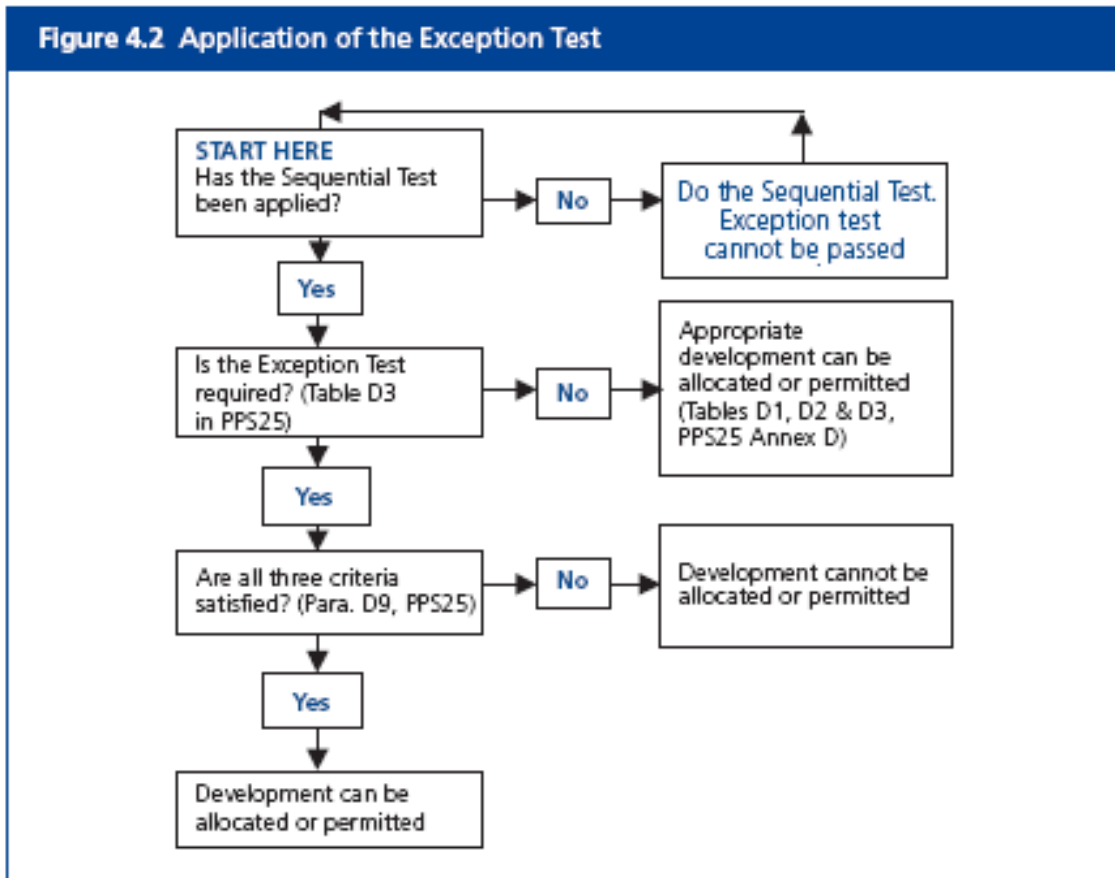 Figure 4.2 Application of the Exception Test
START HERE
Has the Sequential Test
been applied?
No
Do the Sequential Test.
Exception test
cannot be passed
Yes
Is the Exception Test
required? (Table D3
in PPS25)
No
Appropriate
development can be
allocated or permitted
(Tables D1, D2 & D3,
PPS25 Annex D)
Yes
Are all three criteria
satisfied? (Para. D9, PPS25)
No
Development cannot be
allocated or permitted
Yes
Development can be
allocated or permitted